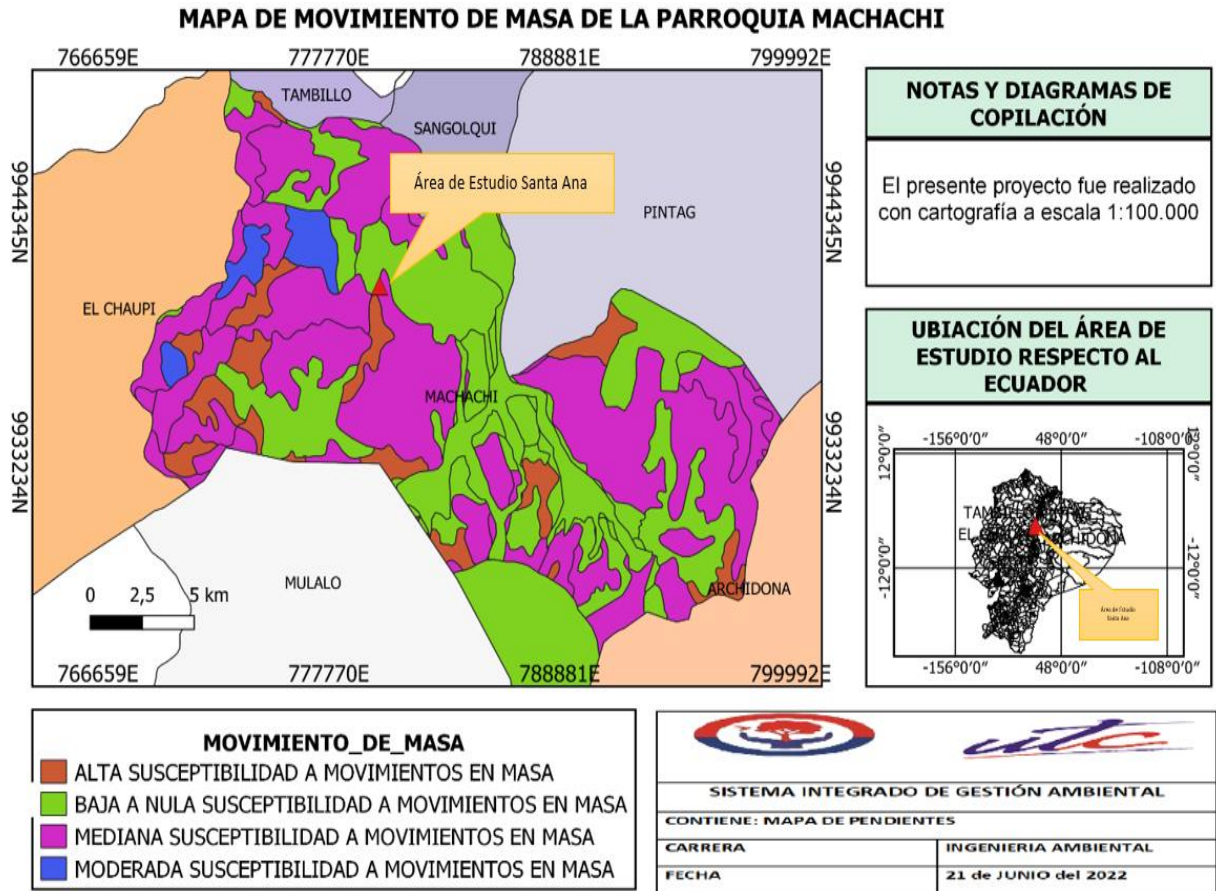 MAPA DE MOVIMIENTO DE MASA DE LA PARROQUIA MACHACHI
766659E 777770E 788881E 799992E
TAMBILLO
SANGOLQUI
Área de Estudio Santa Ana
9944345N
9944345N
PINTAG
EL CHAUPI
MACHACHI
9933234N
9933234N
MULALO
ARCHIDONA
0 2,5 5 km
766659E 777770E 788881E 799992E
NOTAS Y DIAGRAMAS DE
COPILACIÓN
El presente proyecto fue realizado
con cartografía a escala 1:100.000
UBIACIÓN DEL ÁREA DE
ESTUDIO RESPECTO AL
ECUADOR
-156°0′0″ 48°0′0″ -108°0′0″
12°0′0″
12°0′0″
-12°0′0″
-12°0′0″
Área de Estudio
Santa Ana
-156°0′0″ 48°0′0″ -108°0′0″
MOVIMIENTO_DE_MASA
ALTA SUSCEPTIBILIDAD A MOVIMIENTOS EN MASA
BAJA A NULA SUSCEPTIBILIDAD A MOVIMIENTOS EN MASA
MEDIANA SUSCEPTIBILIDAD A MOVIMIENTOS EN MASA
MODERADA SUSCEPTIBILIDAD A MOVIMIENTOS EN MASA
itc
SISTEMA INTEGRADO DE GESTIÓN AMBIENTAL
CONTIENE: MAPA DE PENDIENTES
CARRERA INGENIERIA AMBIENTAL
FECHA 21 de JUNIO del 2022